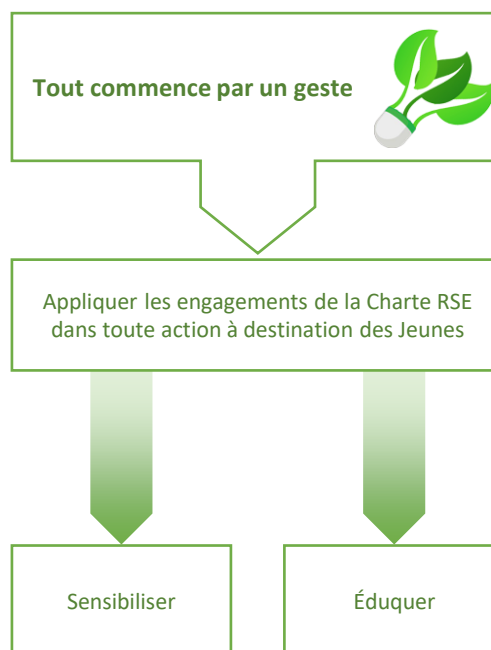 Tout commence par un geste
Appliquer les engagements de la Charte RSE
dans toute action à destination des Jeunes
Sensibiliser
Éduquer